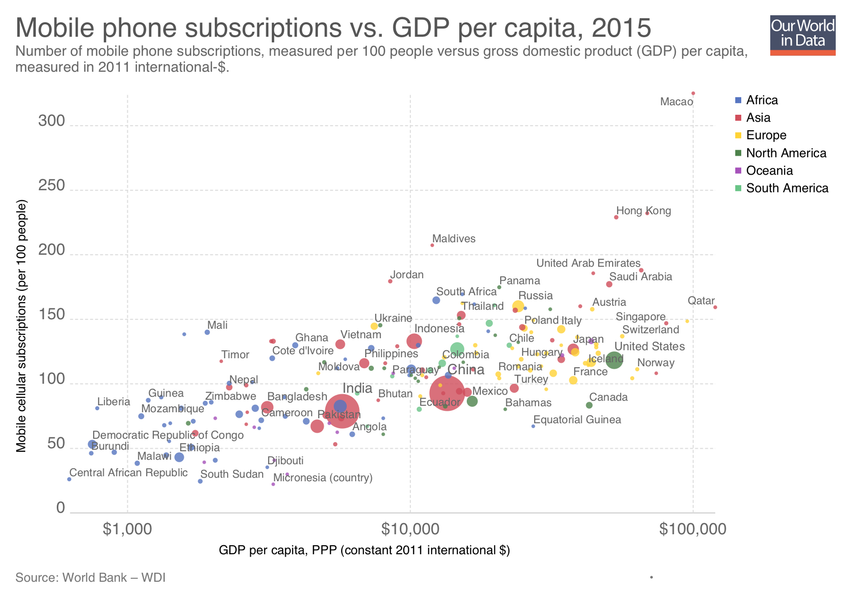 Mobile phone subscriptions vs. GDP per capita, 2015
Number of mobile phone subscriptions, measured per 100 people versus gross domestic product (GDP) per capita,
measured in 2011 international-$.
Our World
in Data
Africa
Asia
Europe
North America
Oceania
South America
Mobile cellular subscriptions (per 100 people)
300
250
200
150
100
50
0
Macao
Hong Kong
Maldives
United Arab Emirates
Jordan
Saudi Arabia
Panama
South Africa
Russia
Austria
Qatar
Thailand
Ukraine
Poland
Italy
Singapore
Mali
Indonesia
Switzerland
Ghana
Vietnam
Chile
Japan
Cote d'Ivoire
Philippines
Colombia
Hungary
United States
Timor
Moldova
Iceland
Norway
Paraguay
China
Romania
France
Nepal
Turkey
India
Guinea
Zimbabwe
Bangladesh
Bhutan
Ecuador
Mexico
Canada
Liberia
Bahamas
Mozambique
Cameroon
Pakistan
Equatorial Guinea
Angola
Democratic Republic of Congo
Burundi
Ethiopia
Malawi
Djibouti
Central African Republic
South Sudan
Micronesia (country)
$1,000
$10,000
$100,000
GDP per capita, PPP (constant 2011 international $)
Source: World Bank – WDI